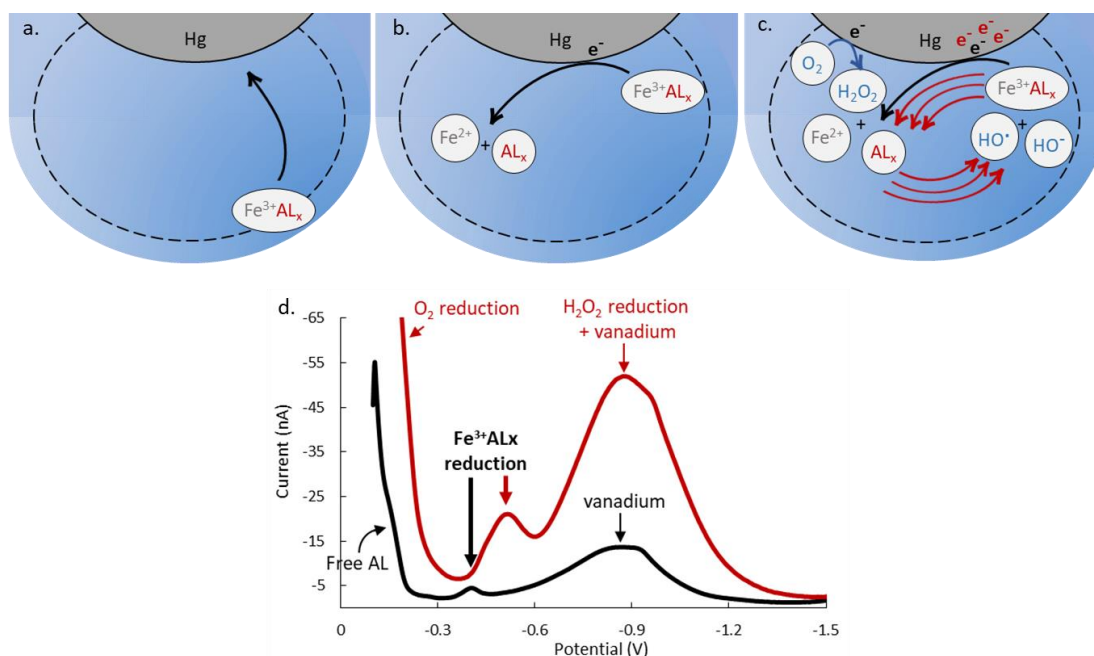 a.
Hg
Fe³⁺ALₓ
b.
Hg
e⁻
Fe³⁺ALₓ
Fe²⁺
+
ALₓ
c.
e⁻
Hg
e⁻ e⁻ e⁻
e⁻
O₂
H₂O₂
Fe³⁺ALₓ
Fe²⁺
+
ALₓ
+
HO•
HO⁻
d.
O₂ reduction
H₂O₂ reduction
+ vanadium
Fe³⁺ALx
reduction
vanadium
Free AL
Current (nA)
-65
-55
-45
-35
-25
-15
-5
0
-0.3
-0.6
-0.9
-1.2
-1.5
Potential (V)